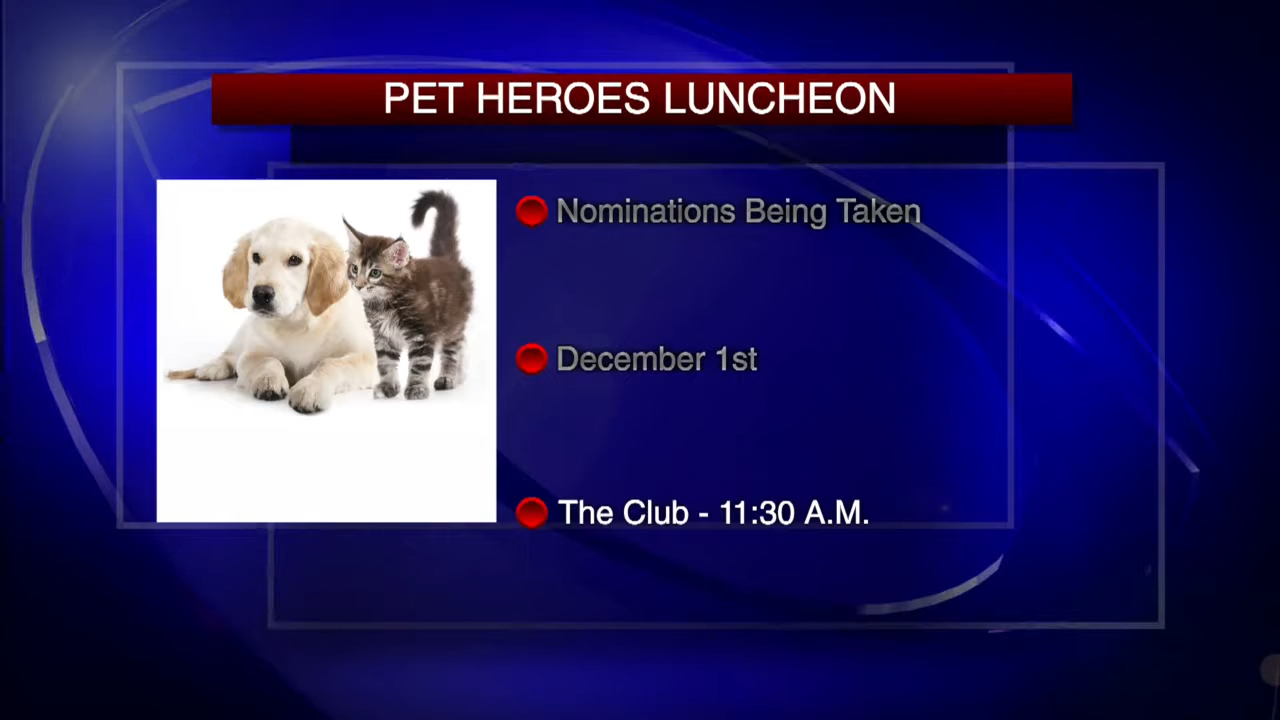 PET HEROES LUNCHEON
Nominations Being Taken
December 1st
The Club - 11:30 A.M.